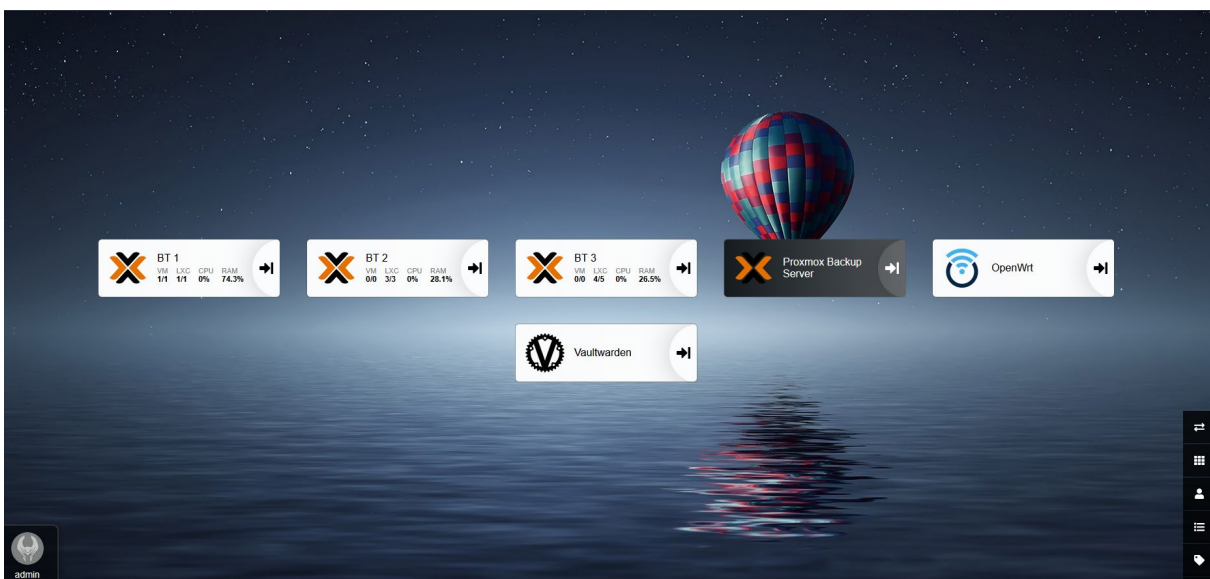 BT 1
VM LXC CPU RAM
1/1 1/1 0% 74.3%
BT 2
VM LXC CPU RAM
0/0 3/3 0% 28.1%
BT 3
VM LXC CPU RAM
0/0 4/5 0% 26.5%
Proxmox Backup
Server
OpenWrt
Vaultwarden
admin